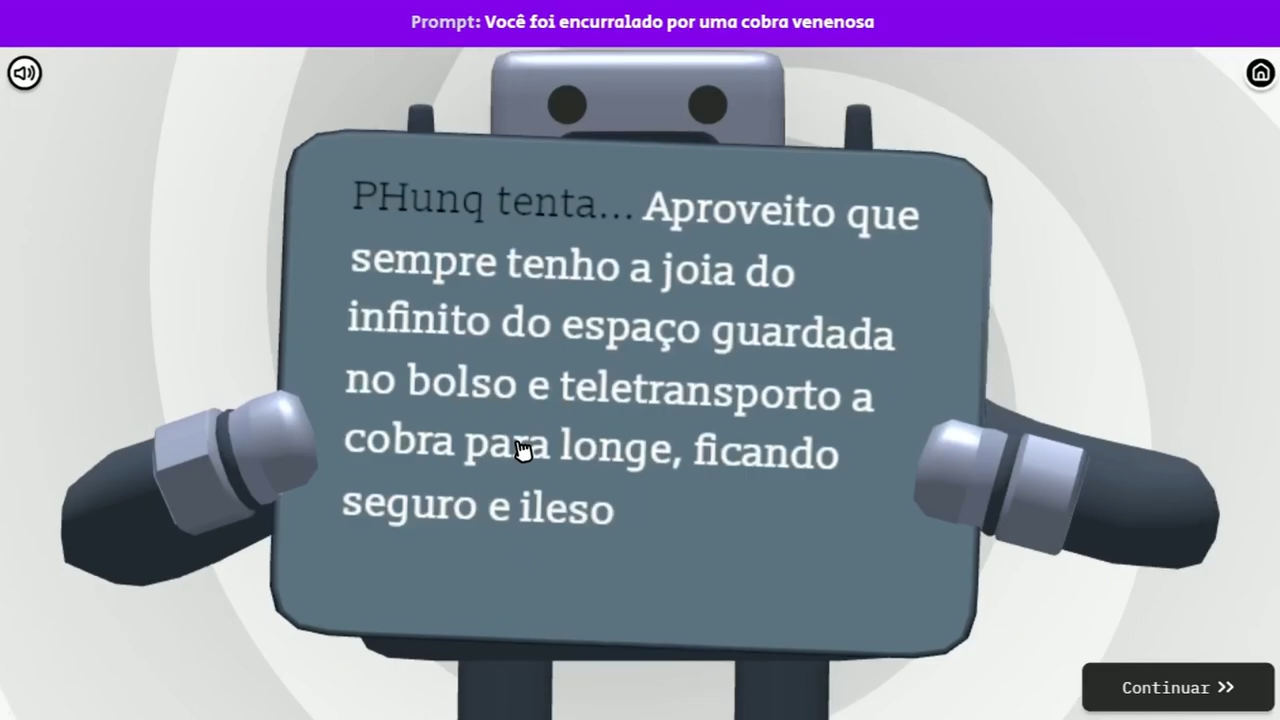 Prompt: Você foi encurralado por uma cobra venenosa
PHunq tenta... Aproveito que
sempre tenho a joia do
infinito do espaço guardada
no bolso e teletransporto a
cobra para longe, ficando
seguro e ileso
Continuar >>